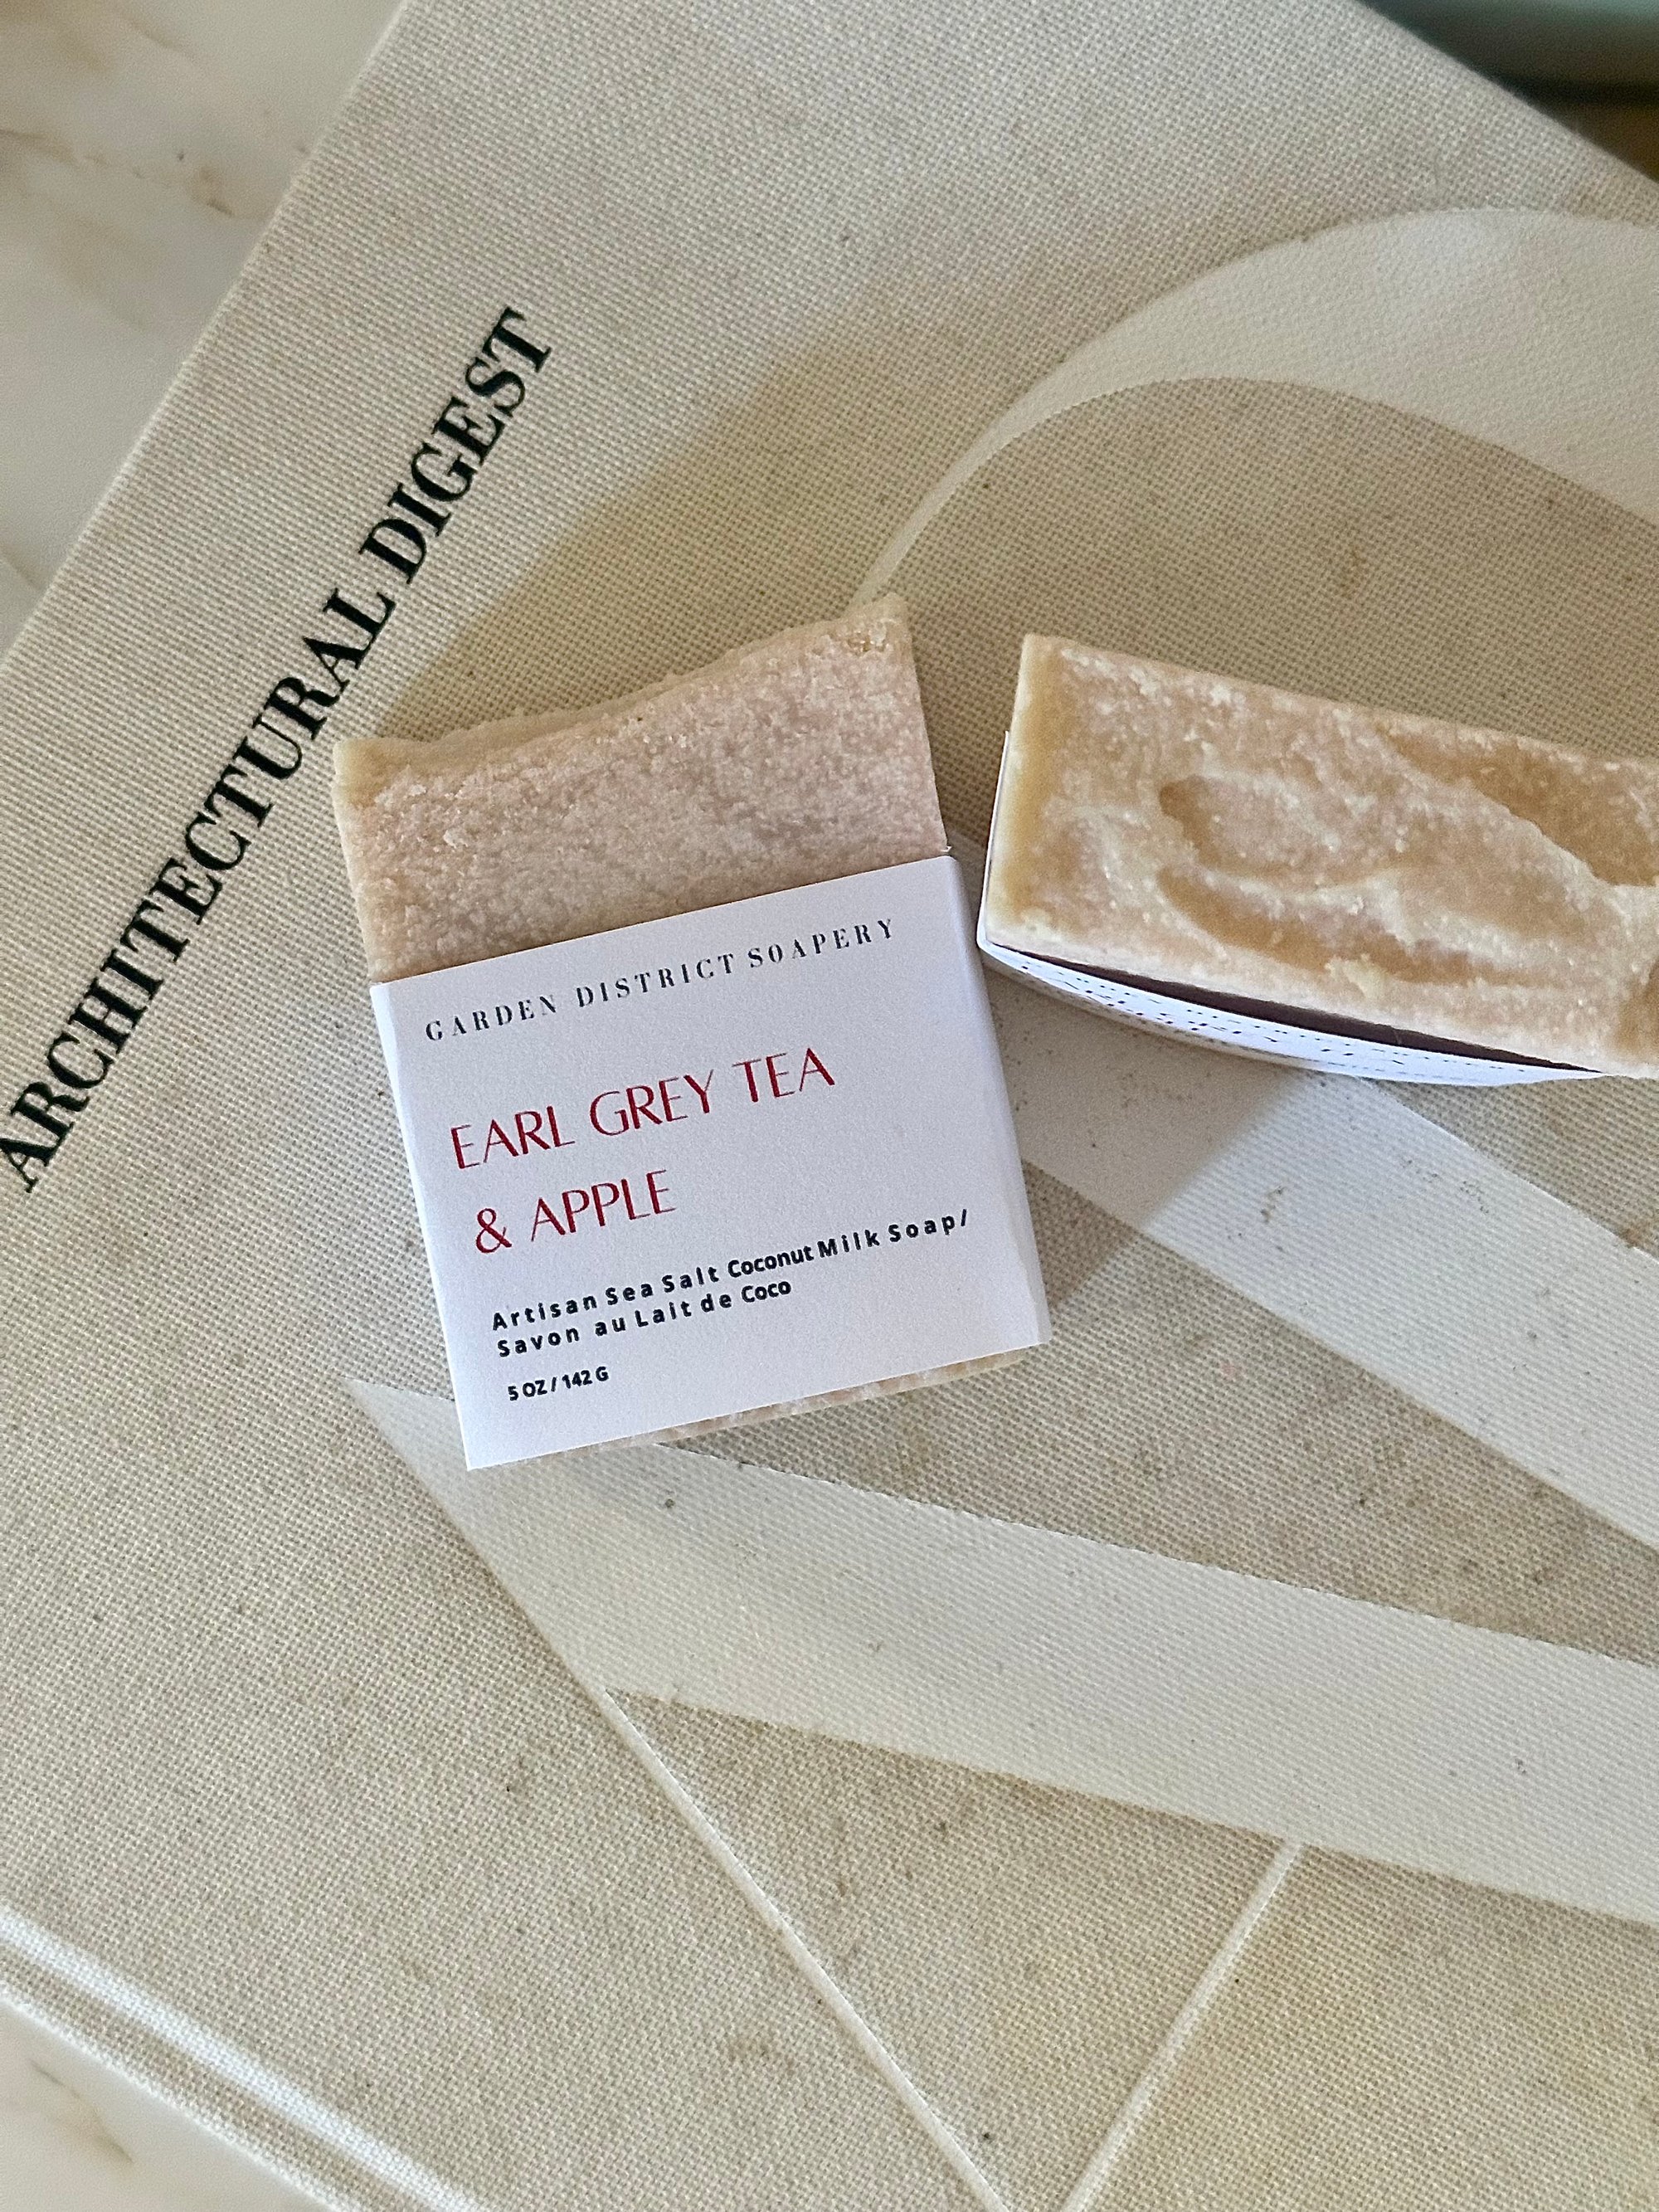 ARCHITECTURAL DIGEST
GARDEN DISTRICT SOAPERY
EARL GREY TEA
& APPLE
Artisan Sea Salt Coconut Milk Soap/
Savon au Lait de Coco
5 OZ / 142 G